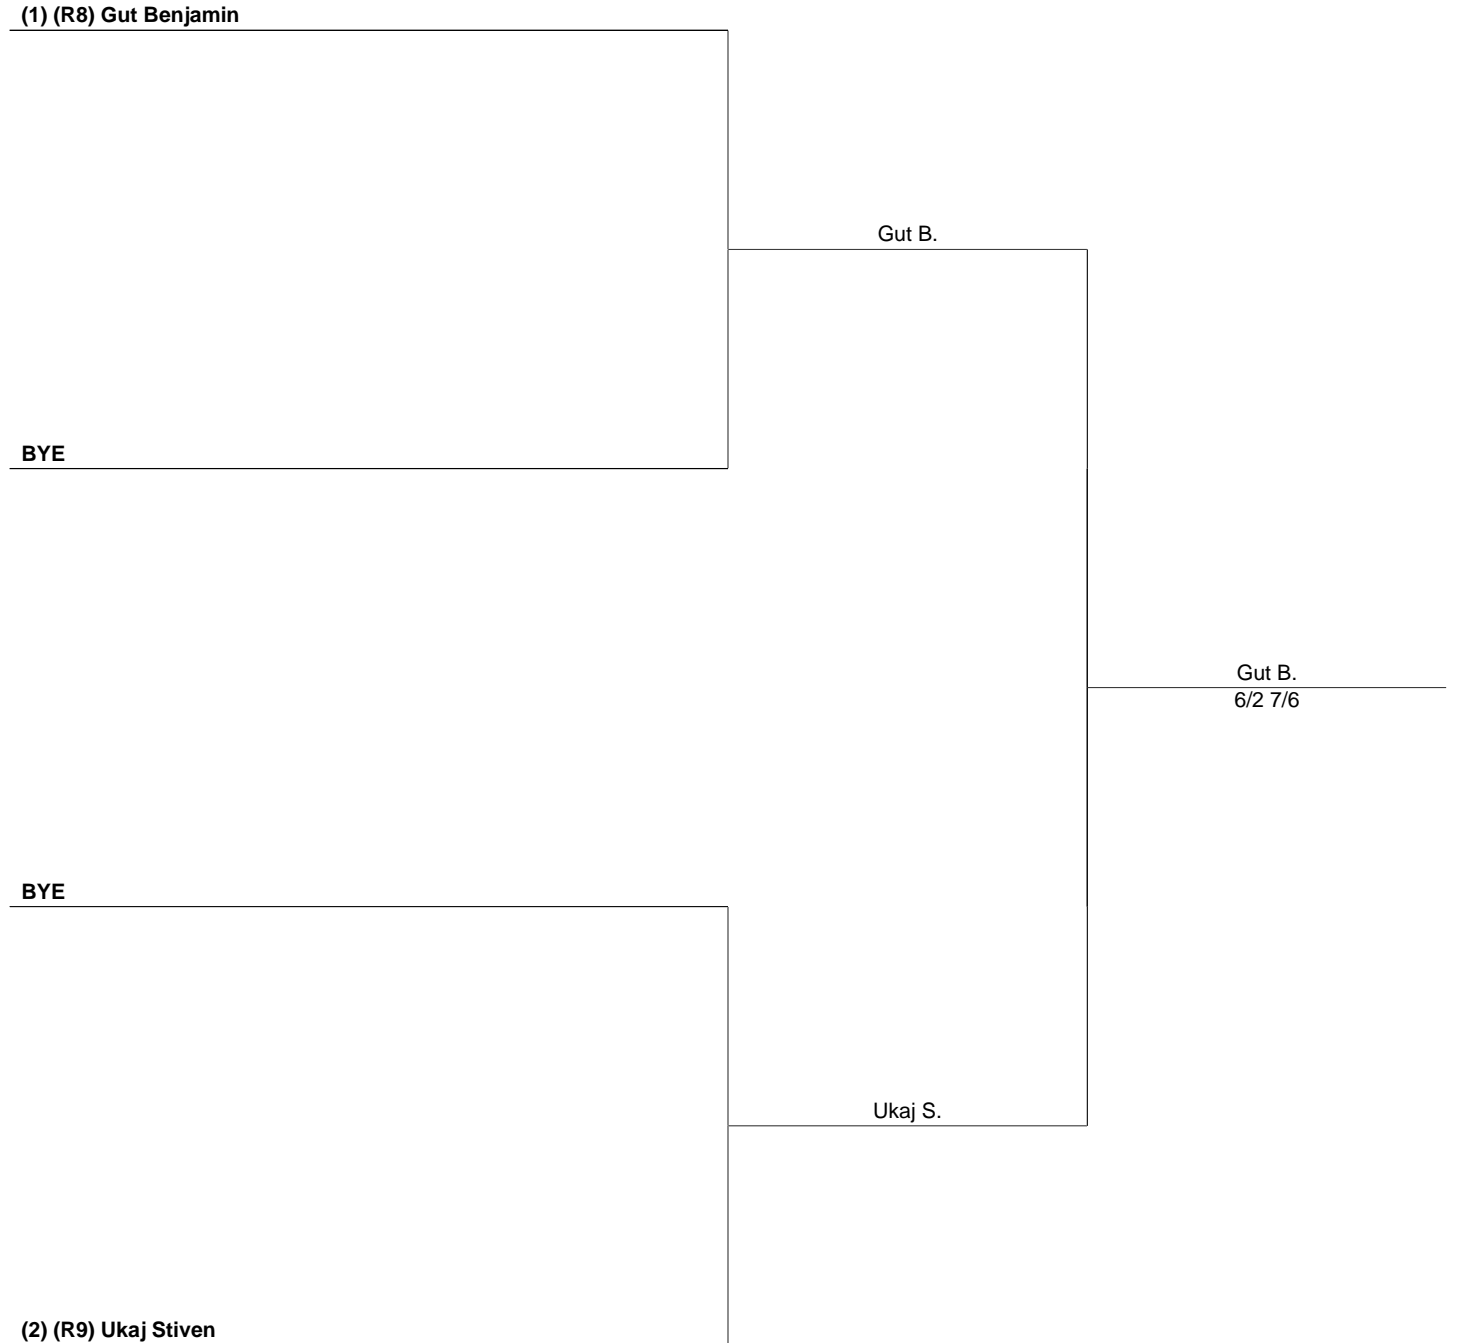 (1) (R8) Gut Benjamin
Gut B.
BYE
Gut B.
6/2 7/6
BYE
Ukaj S.
(2) (R9) Ukaj Stiven